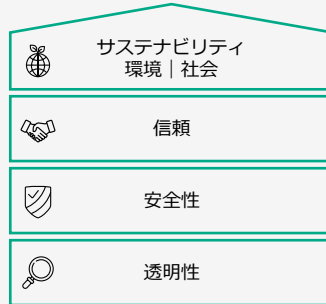 サステナビリティ
環境｜社会
信頼
安全性
透明性